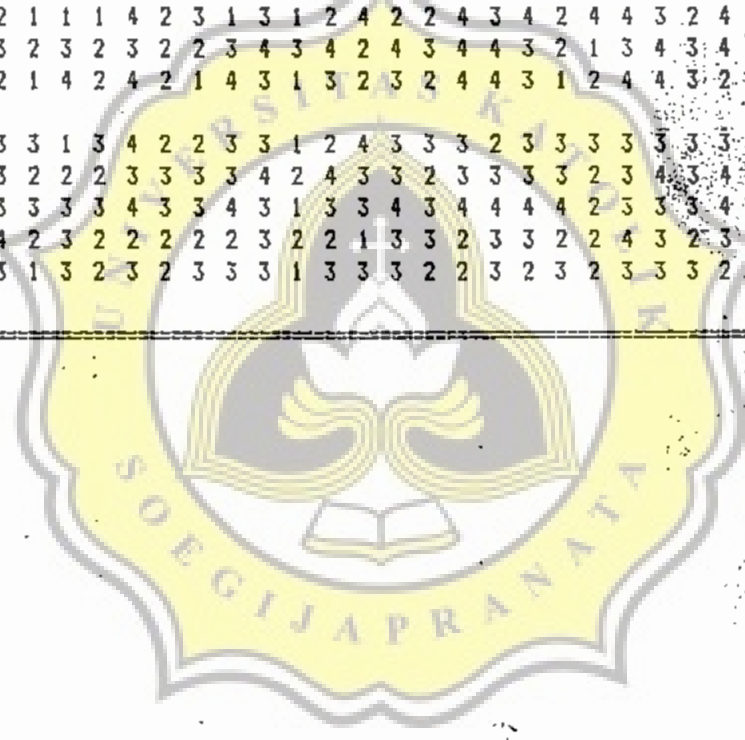 2 1 1 1 4 2 3 1 3 1 2 4 2 2 4 3 4 2 4 4 3 2 4
3 2 3 2 3 2 2 3 4 3 4 2 4 3 4 4 3 2 1 3 4 3 4
2 1 4 2 4 2 1 4 3 1 3 2 3 2 4 4 3 1 2 4 4 3 2
3 3 1 3 4 2 2 3 3 1 2 4 3 3 3 2 3 3 3 3 3 3 3
3 2 2 2 3 3 3 3 4 2 4 3 3 2 3 3 3 3 2 3 4 3 4
3 3 3 3 4 3 3 4 3 1 3 3 4 3 4 4 4 4 2 3 3 3 4
4 2 3 2 2 2 2 2 3 2 2 1 3 3 2 3 3 2 2 4 3 2 3
3 1 3 2 3 2 3 3 3 1 3 3 3 2 2 3 2 3 2 3 3 3 2
UNIVERSITAS KATOLIK
SOEGIJAPRANATA